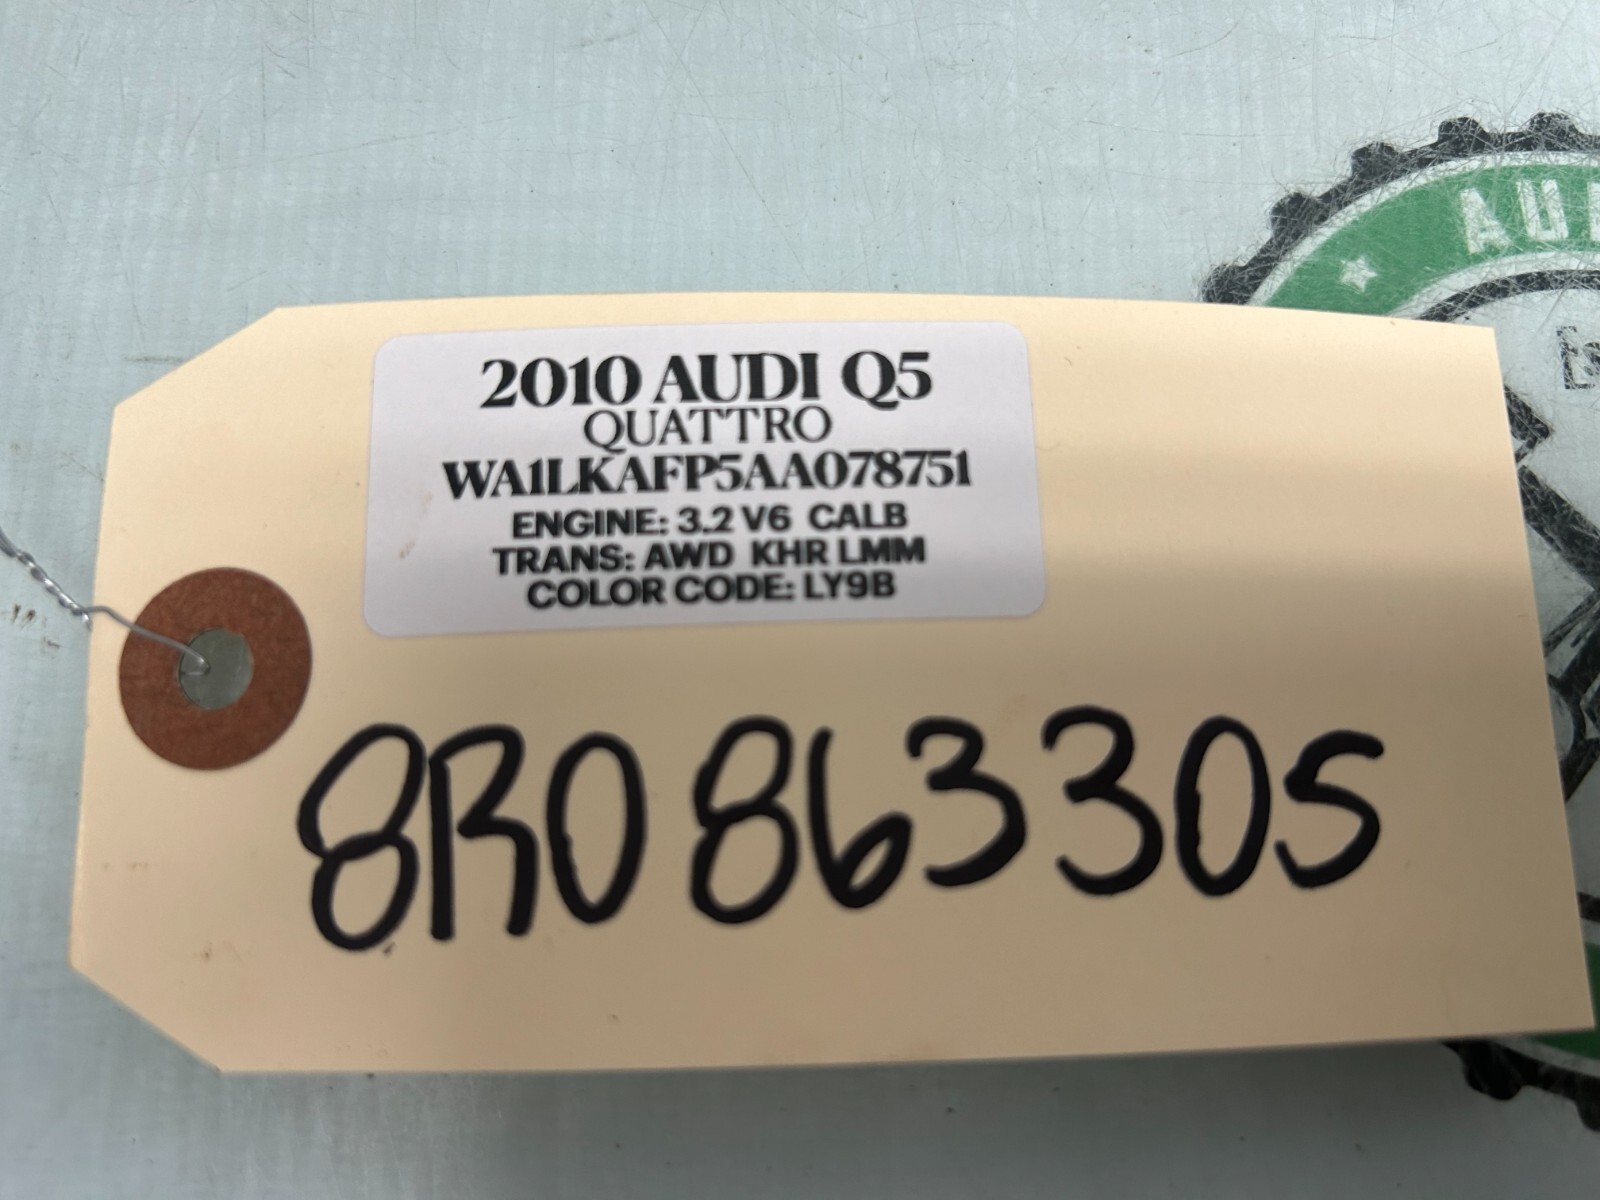 2010 AUDI Q5
QUATTRO
WA1LKAFP5AA078751
ENGINE: 3.2 V6 CALB
TRANS: AWD KHR LMM
COLOR CODE: LY9B
8R0863305